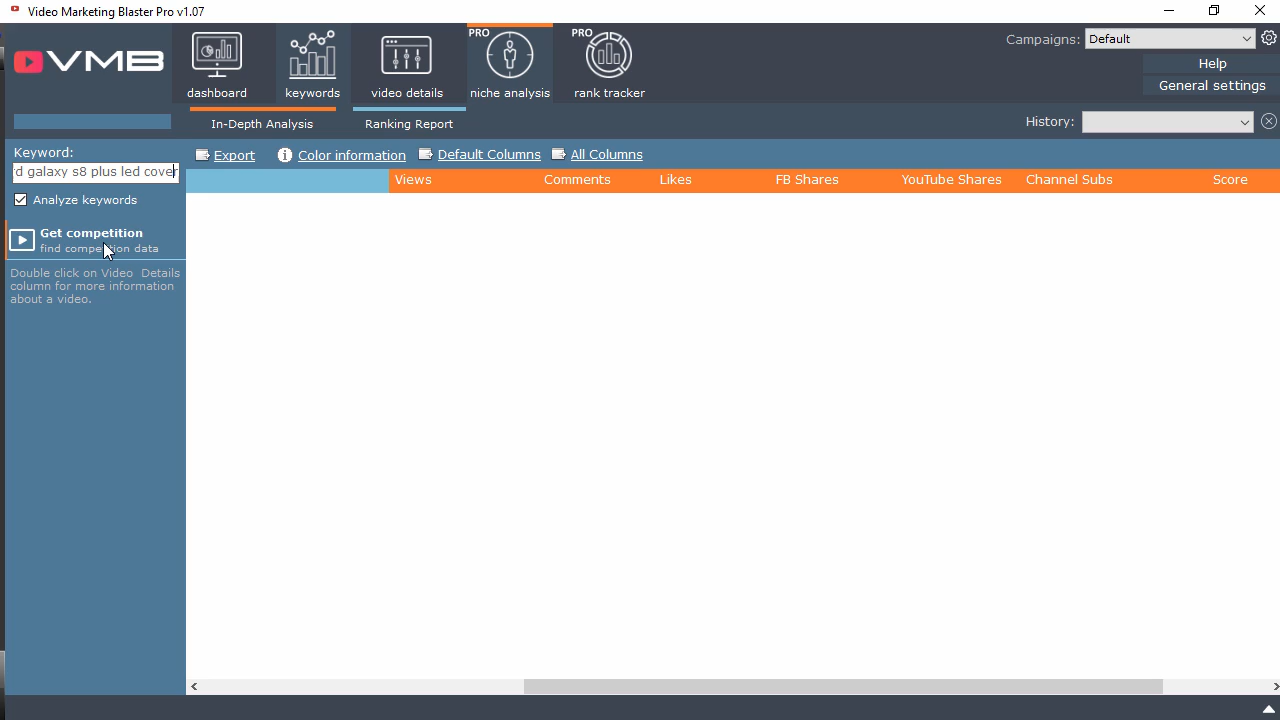 Video Marketing Blaster Pro v1.07
VMB
dashboard
keywords
video details
PRO
niche analysis
PRO
rank tracker
Campaigns: Default
Help
General settings
In-Depth Analysis
Ranking Report
History:
Keyword:
d galaxy s8 plus led cover
Analyze keywords
Get competition
find competition data
Double click on Video Details
column for more information
about a video.
Export
Color information
Default Columns
All Columns
Views Comments Likes FB Shares YouTube Shares Channel Subs Score